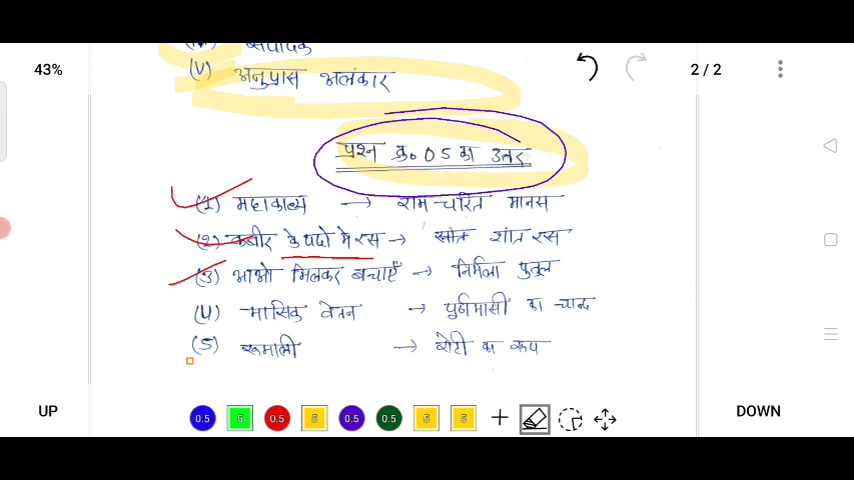 43%
2 / 2
संपादक
(V) अनुप्रास अलंकार
प्रश्न क्र० 05 का उत्तर
(1) महाकाव्य → राम चरित मानस
(2) कबीर के पदो मे रस → शांत रस
(3) आओ मिलकर बचाएँ → निर्मला पुतुल
(4) मासिक वेतन → पूर्णमासी का चान्द
(5) रूमाली → रोटी का रूप
UP
0.5 5 0.5 5 0.5 0.5 5 5
DOWN